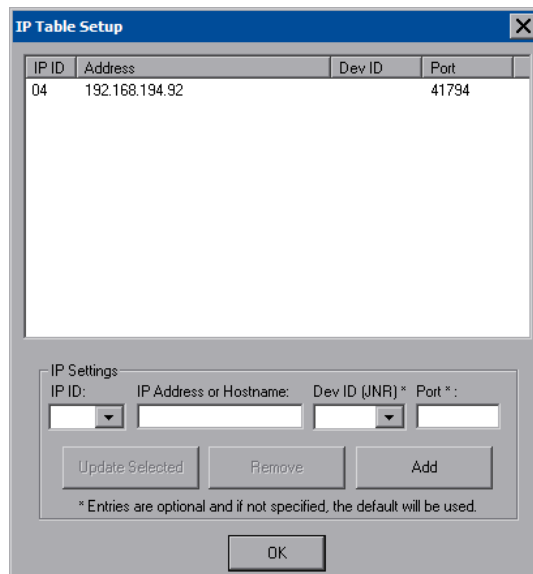 IP Table Setup
IP ID Address Dev ID Port
04 192.168.194.92 41794
IP Settings
IP ID: IP Address or Hostname: Dev ID (JNR) * Port * :
Update Selected Remove Add
* Entries are optional and if not specified, the default will be used.
OK